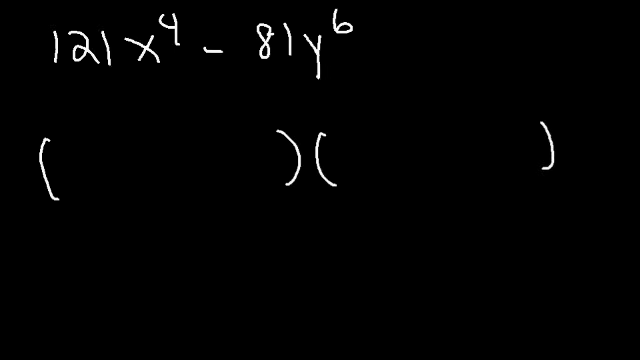 121x⁴ - 81y⁶
(          )(          )